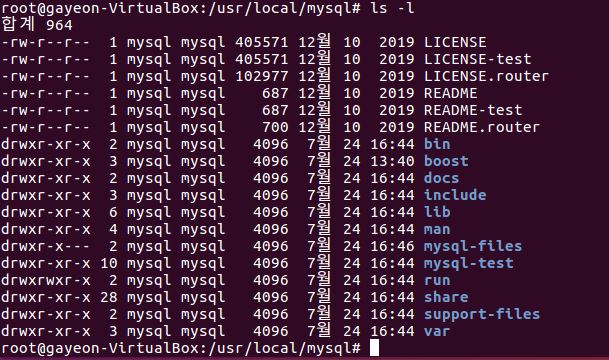 root@gayeon-VirtualBox:/usr/local/mysql# ls -l
합계 964
-rw-r--r--  1 mysql mysql 405571 12월 10  2019 LICENSE
-rw-r--r--  1 mysql mysql 405571 12월 10  2019 LICENSE-test
-rw-r--r--  1 mysql mysql 102977 12월 10  2019 LICENSE.router
-rw-r--r--  1 mysql mysql    687 12월 10  2019 README
-rw-r--r--  1 mysql mysql    687 12월 10  2019 README-test
-rw-r--r--  1 mysql mysql    700 12월 10  2019 README.router
drwxr-xr-x  2 mysql mysql   4096  7월 24 16:44 bin
drwxr-xr-x  3 mysql mysql   4096  7월 24 13:40 boost
drwxr-xr-x  2 mysql mysql   4096  7월 24 16:44 docs
drwxr-xr-x  3 mysql mysql   4096  7월 24 16:44 include
drwxr-xr-x  6 mysql mysql   4096  7월 24 16:44 lib
drwxr-xr-x  4 mysql mysql   4096  7월 24 16:44 man
drwxr-x---  2 mysql mysql   4096  7월 24 16:46 mysql-files
drwxr-xr-x 10 mysql mysql   4096  7월 24 16:44 mysql-test
drwxrwxr-x  2 mysql mysql   4096  7월 24 16:44 run
drwxr-xr-x 28 mysql mysql   4096  7월 24 16:44 share
drwxr-xr-x  2 mysql mysql   4096  7월 24 16:44 support-files
drwxr-xr-x  3 mysql mysql   4096  7월 24 16:44 var
root@gayeon-VirtualBox:/usr/local/mysql#